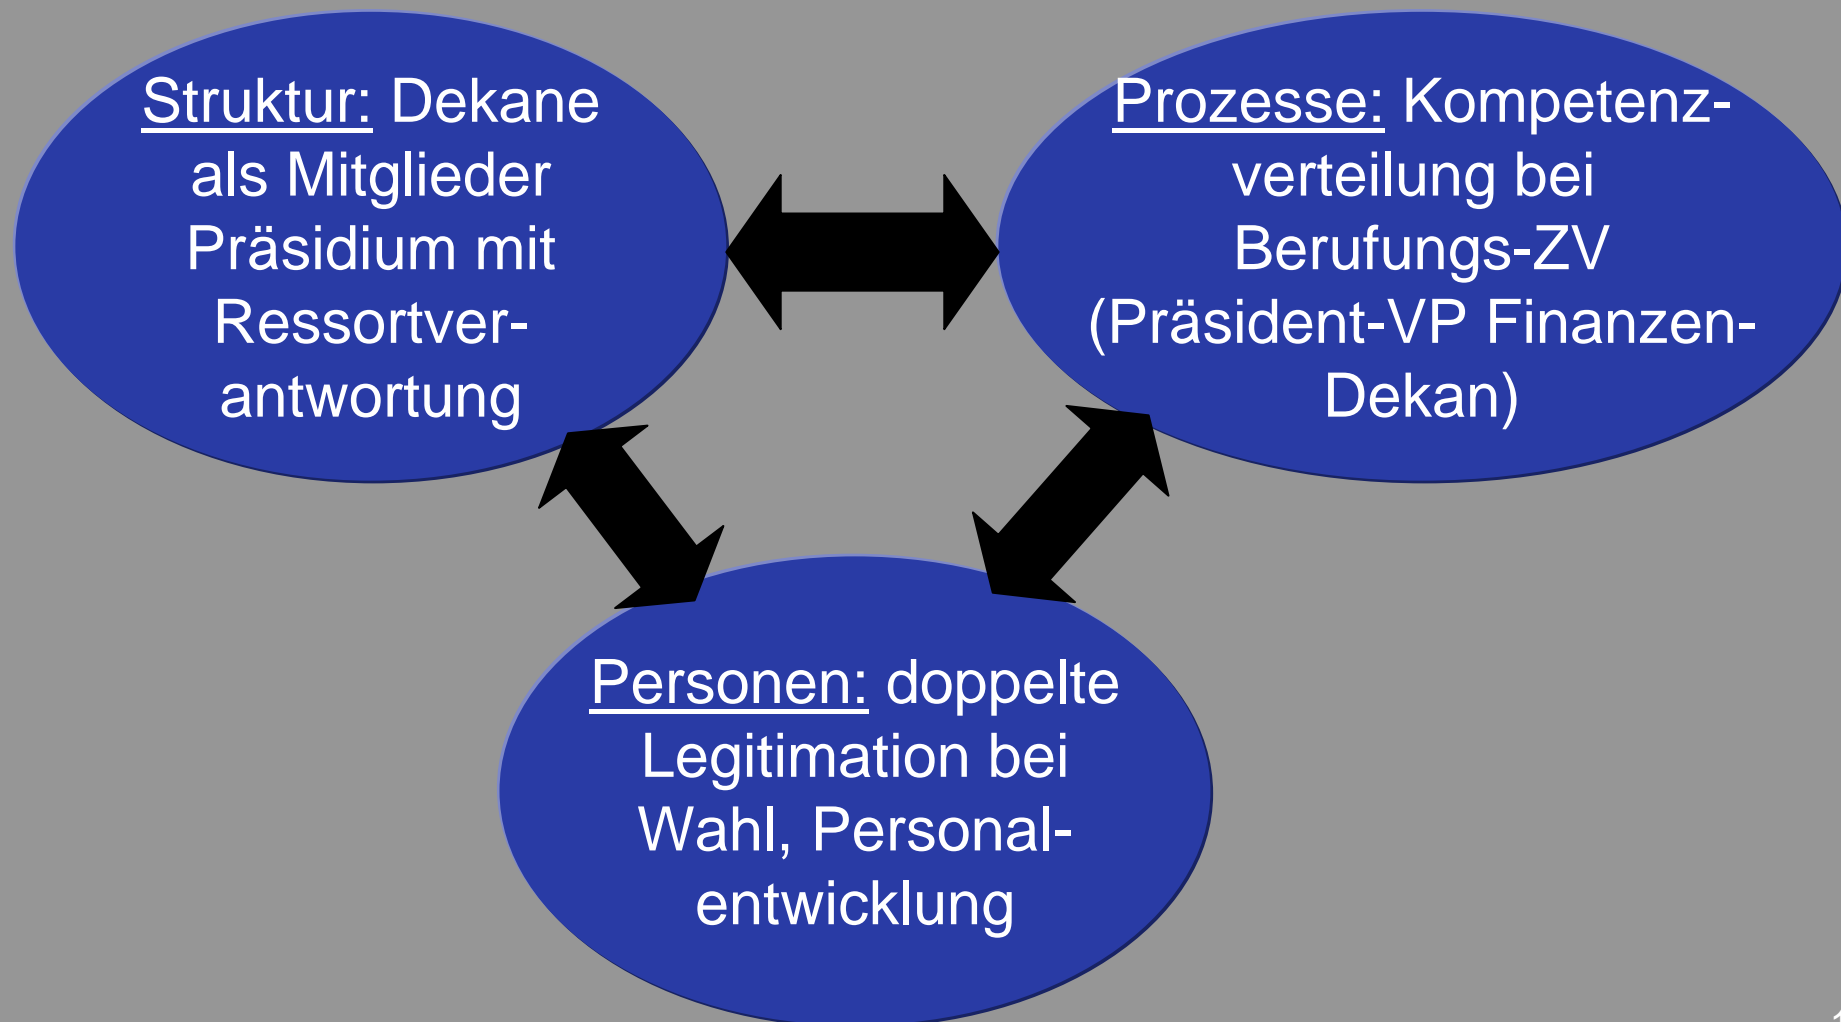 Struktur: Dekane
als Mitglieder
Präsidium mit
Ressortver-
antwortung
Prozesse: Kompetenz-
verteilung bei
Berufungs-ZV
(Präsident-VP Finanzen-
Dekan)
Personen: doppelte
Legitimation bei
Wahl, Personal-
entwicklung